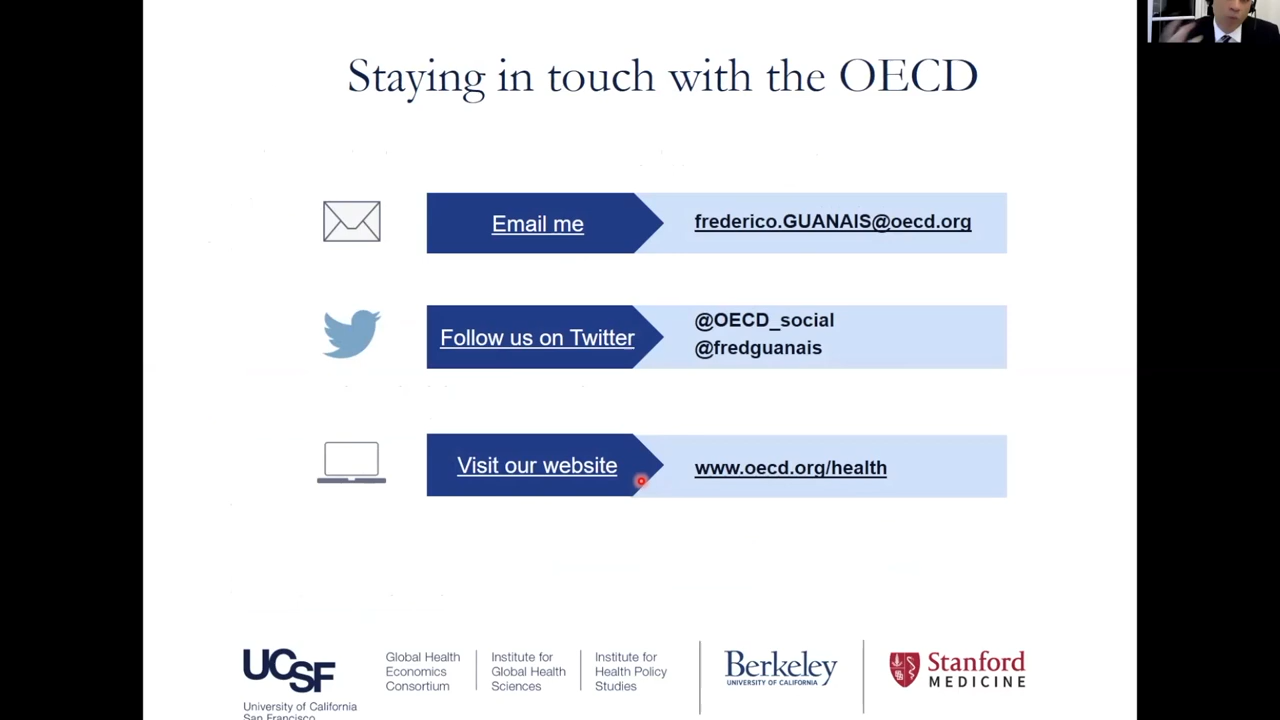 Staying in touch with the OECD
Email me
frederico.GUANAIS@oecd.org
Follow us on Twitter
@OECD_social
@fredguanais
Visit our website
www.oecd.org/health
UCSF
University of California
San Francisco
Global Health
Economics
Consortium
Institute for
Global Health
Sciences
Institute for
Health Policy
Studies
Berkeley
UNIVERSITY OF CALIFORNIA
Stanford
MEDICINE